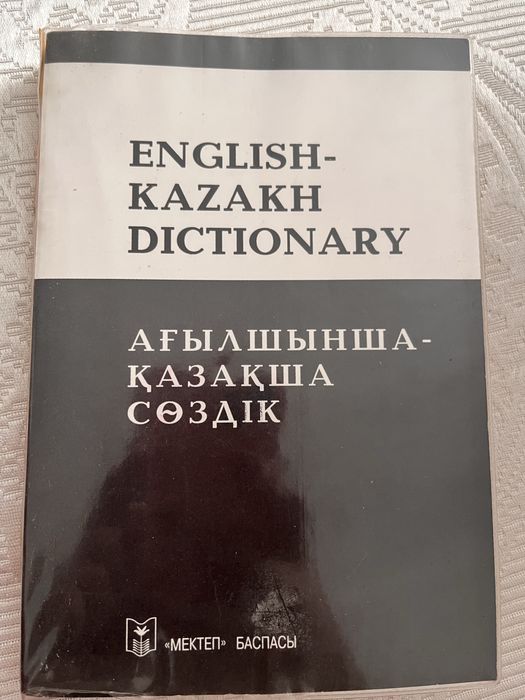 ENGLISH-
KAZAKH
DICTIONARY
АҒЫЛШЫНША-
ҚАЗАҚША
СӨЗДІК
«МЕКТЕП» БАСПАСЫ